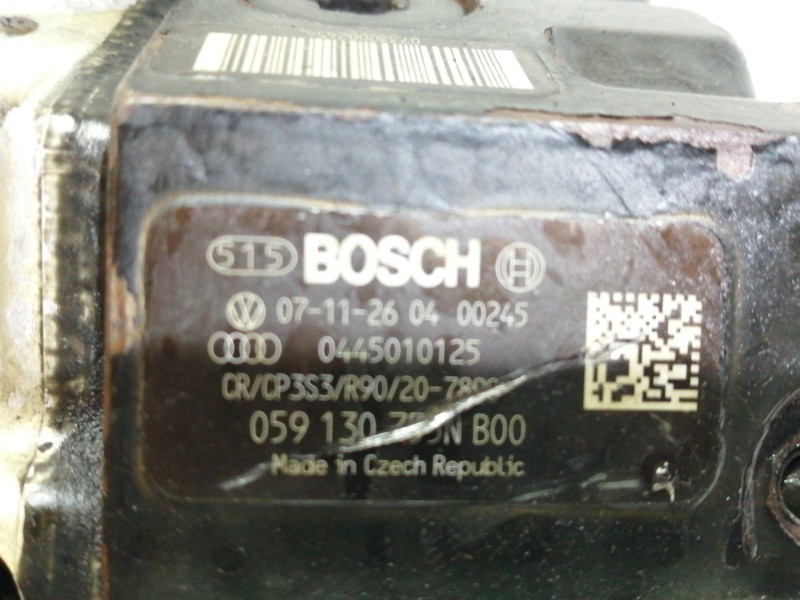 515 BOSCH
07-11-26 04 00245
0445010125
CR/CP3S3/R90/20-789
059 130 N B00
Made in Czech Republic